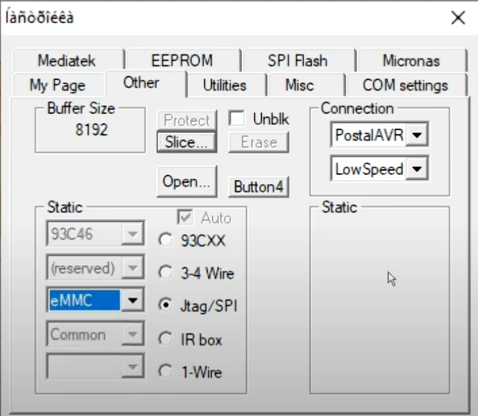 Íàñòðîéêà
Mediatek EEPROM SPI Flash Micronas
My Page Other Utilities Misc COM settings
Buffer Size
8192
Protect
Unblk
Slice...
Erase
Open...
Button4
Connection
PostalAVR
LowSpeed
Static
Auto
93C46
93CXX
(reserved)
3-4 Wire
eMMC
Jtag/SPI
Common
IR box
1-Wire
Static